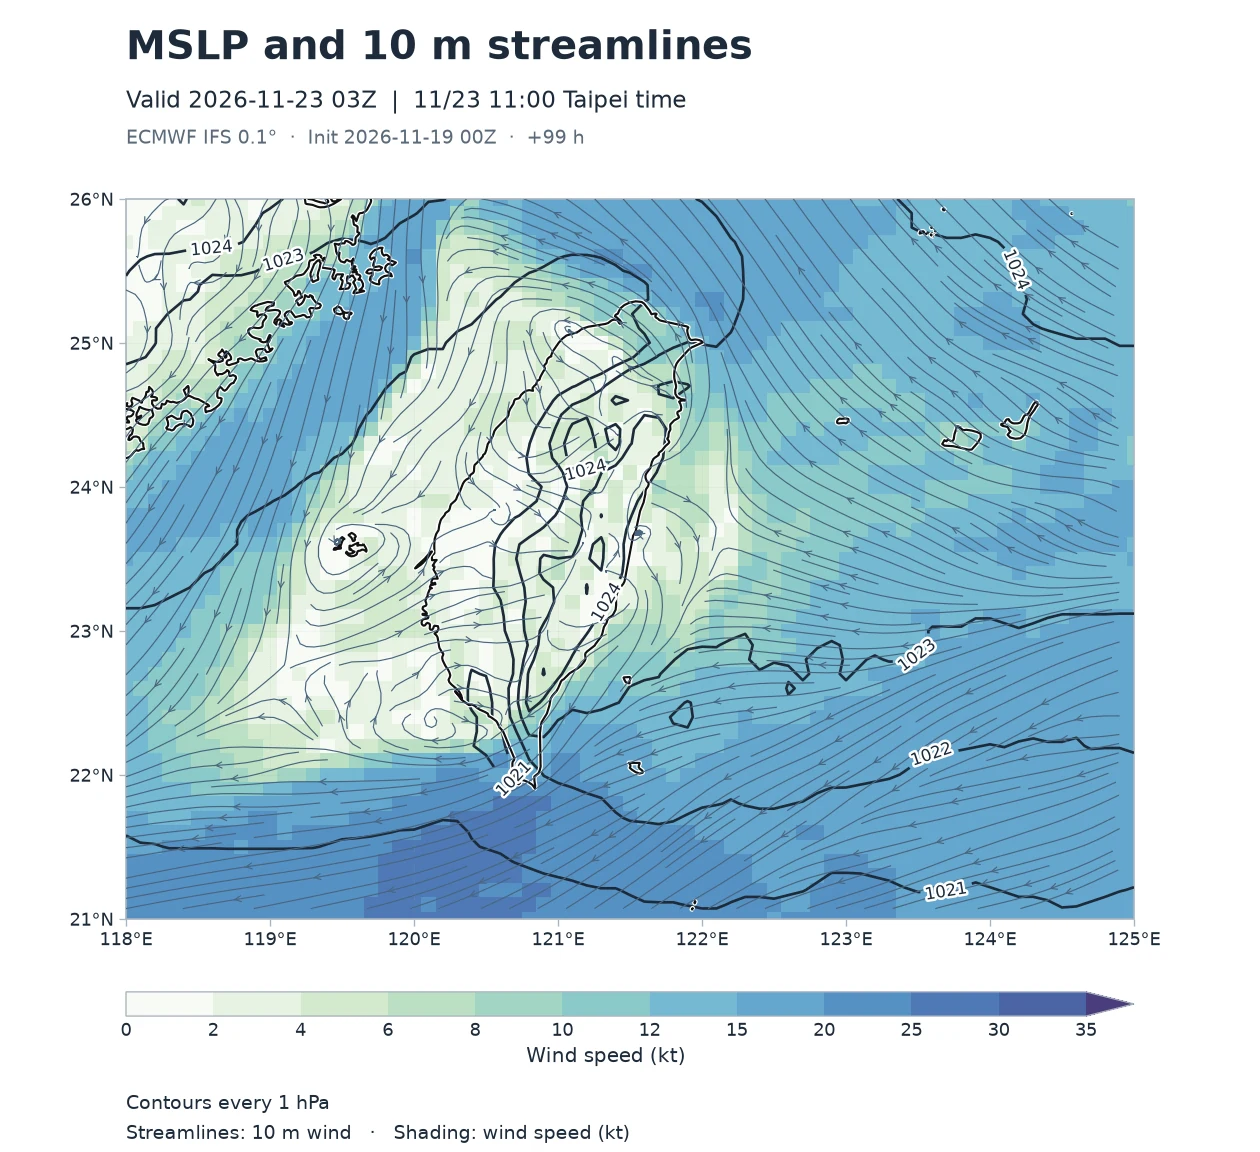 MSLP and 10 m streamlines
Valid 2026-11-23 03Z | 11/23 11:00 Taipei time
ECMWF IFS 0.1° · Init 2026-11-19 00Z · +99 h
26°N
25°N
24°N
23°N
22°N
21°N
1024
1023
1024
1024
1024
1023
1022
1021
1021
118°E 119°E 120°E 121°E 122°E 123°E 124°E 125°E
0 2 4 6 8 10 12 15 20 25 30 35
Wind speed (kt)
Contours every 1 hPa
Streamlines: 10 m wind · Shading: wind speed (kt)